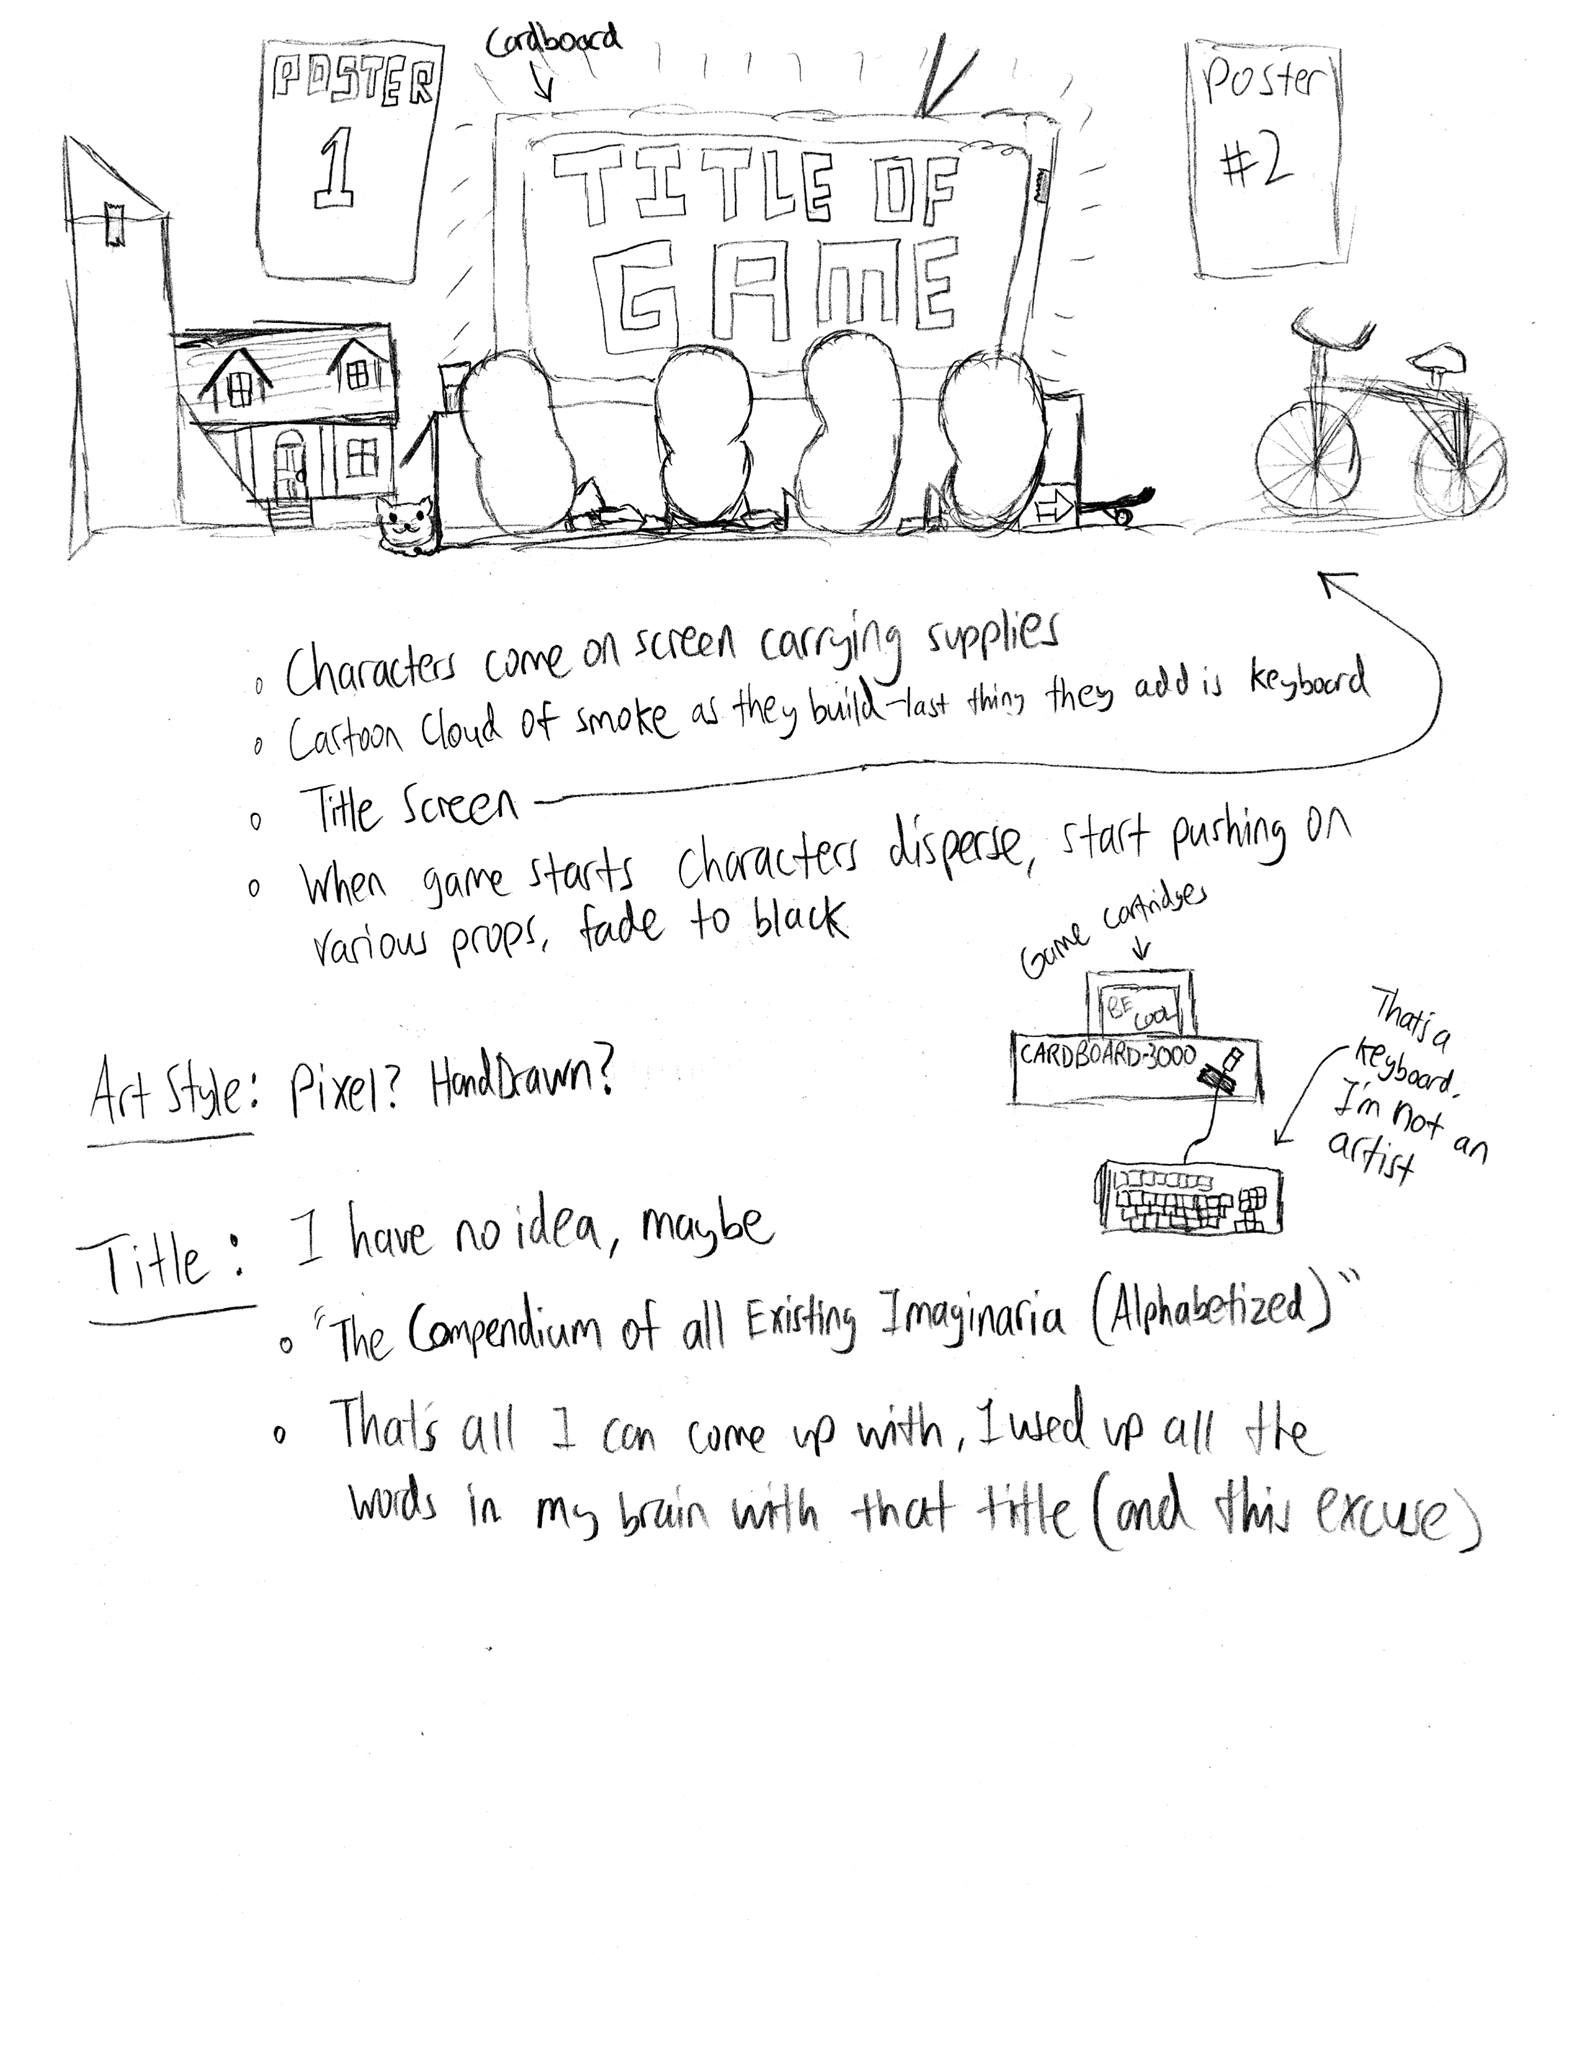 Cardboard
POSTER
1
TITLE OF
GAME
Poster
#2
Characters come on screen carrying supplies
Cartoon Cloud of smoke as they build-last thing they add is keyboard
Title Screen
When game starts characters disperse, start pushing on
various props, fade to black
Game cartridges
BE
COOL
CARDBOARD-3000
That's a
keyboard.
I'm not an
artist
Art Style: Pixel? HandDrawn?
Title: I have no idea, maybe
"The Compendium of all Existing Imaginaria (Alphabetized)"
That's all I can come up with, I used up all the
words in my brain with that title (and this excuse)